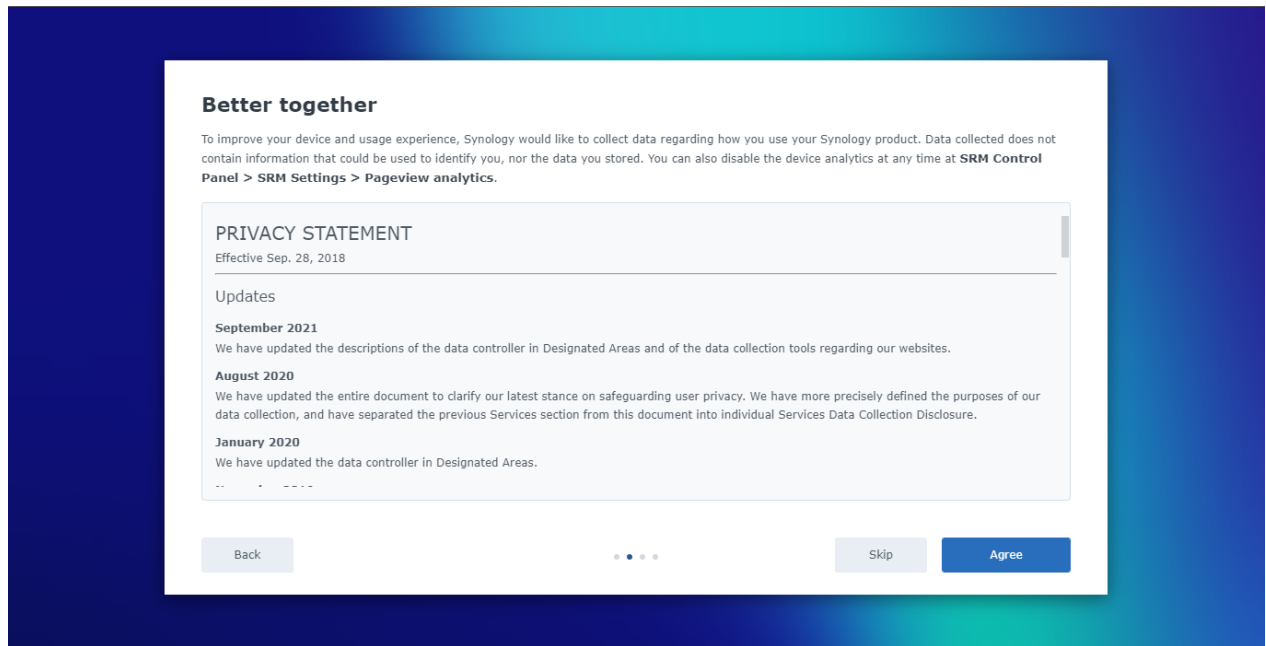 Better together
To improve your device and usage experience, Synology would like to collect data regarding how you use your Synology product. Data collected does not
contain information that could be used to identify you, nor the data you stored. You can also disable the device analytics at any time at SRM Control
Panel > SRM Settings > Pageview analytics.
PRIVACY STATEMENT
Effective Sep. 28, 2018
Updates
September 2021
We have updated the descriptions of the data controller in Designated Areas and of the data collection tools regarding our websites.
August 2020
We have updated the entire document to clarify our latest stance on safeguarding user privacy. We have more precisely defined the purposes of our
data collection, and have separated the previous Services section from this document into individual Services Data Collection Disclosure.
January 2020
We have updated the data controller in Designated Areas.
Back
Skip
Agree